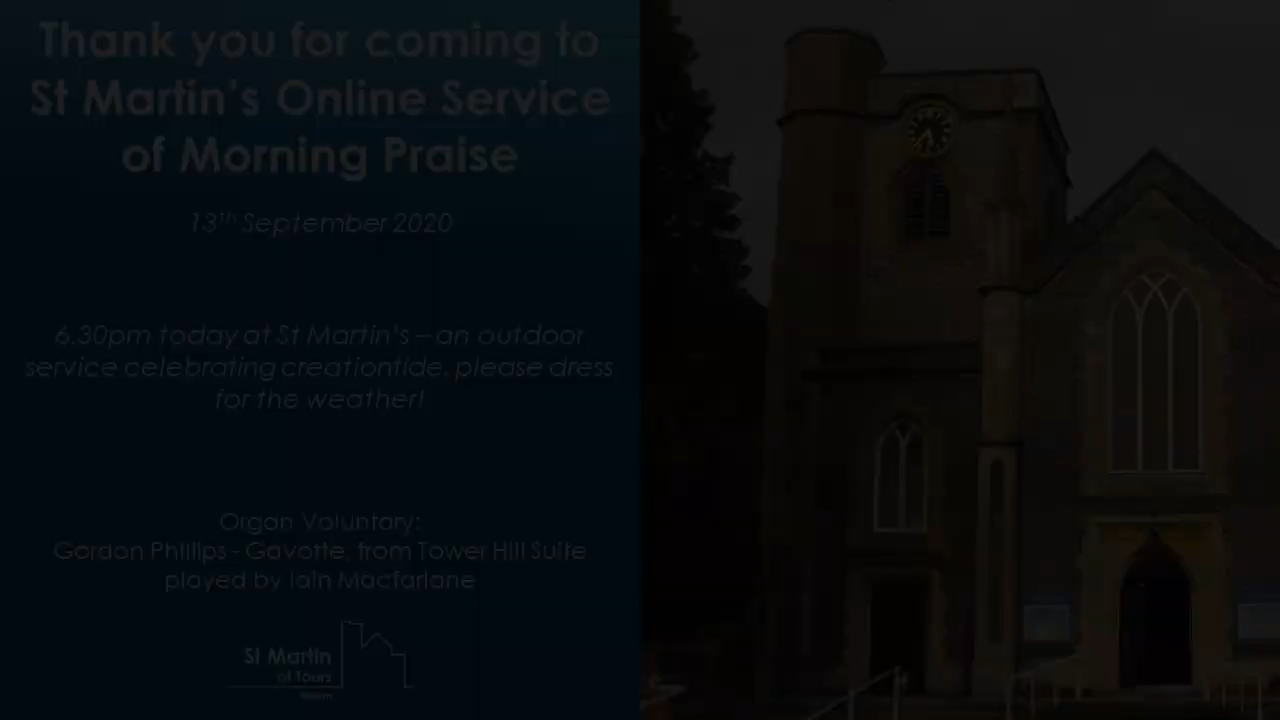 Thank you for coming to
St Martin's Online Service
of Morning Praise
13th September 2020
6.30pm today at St Martin's – an outdoor
service celebrating creationtide, please dress
for the weather!
Organ Voluntary:
Gordon Phillips - Gavotte, from Tower Hill Suite
played by Iain Macfarlane
St Martin
of Tours